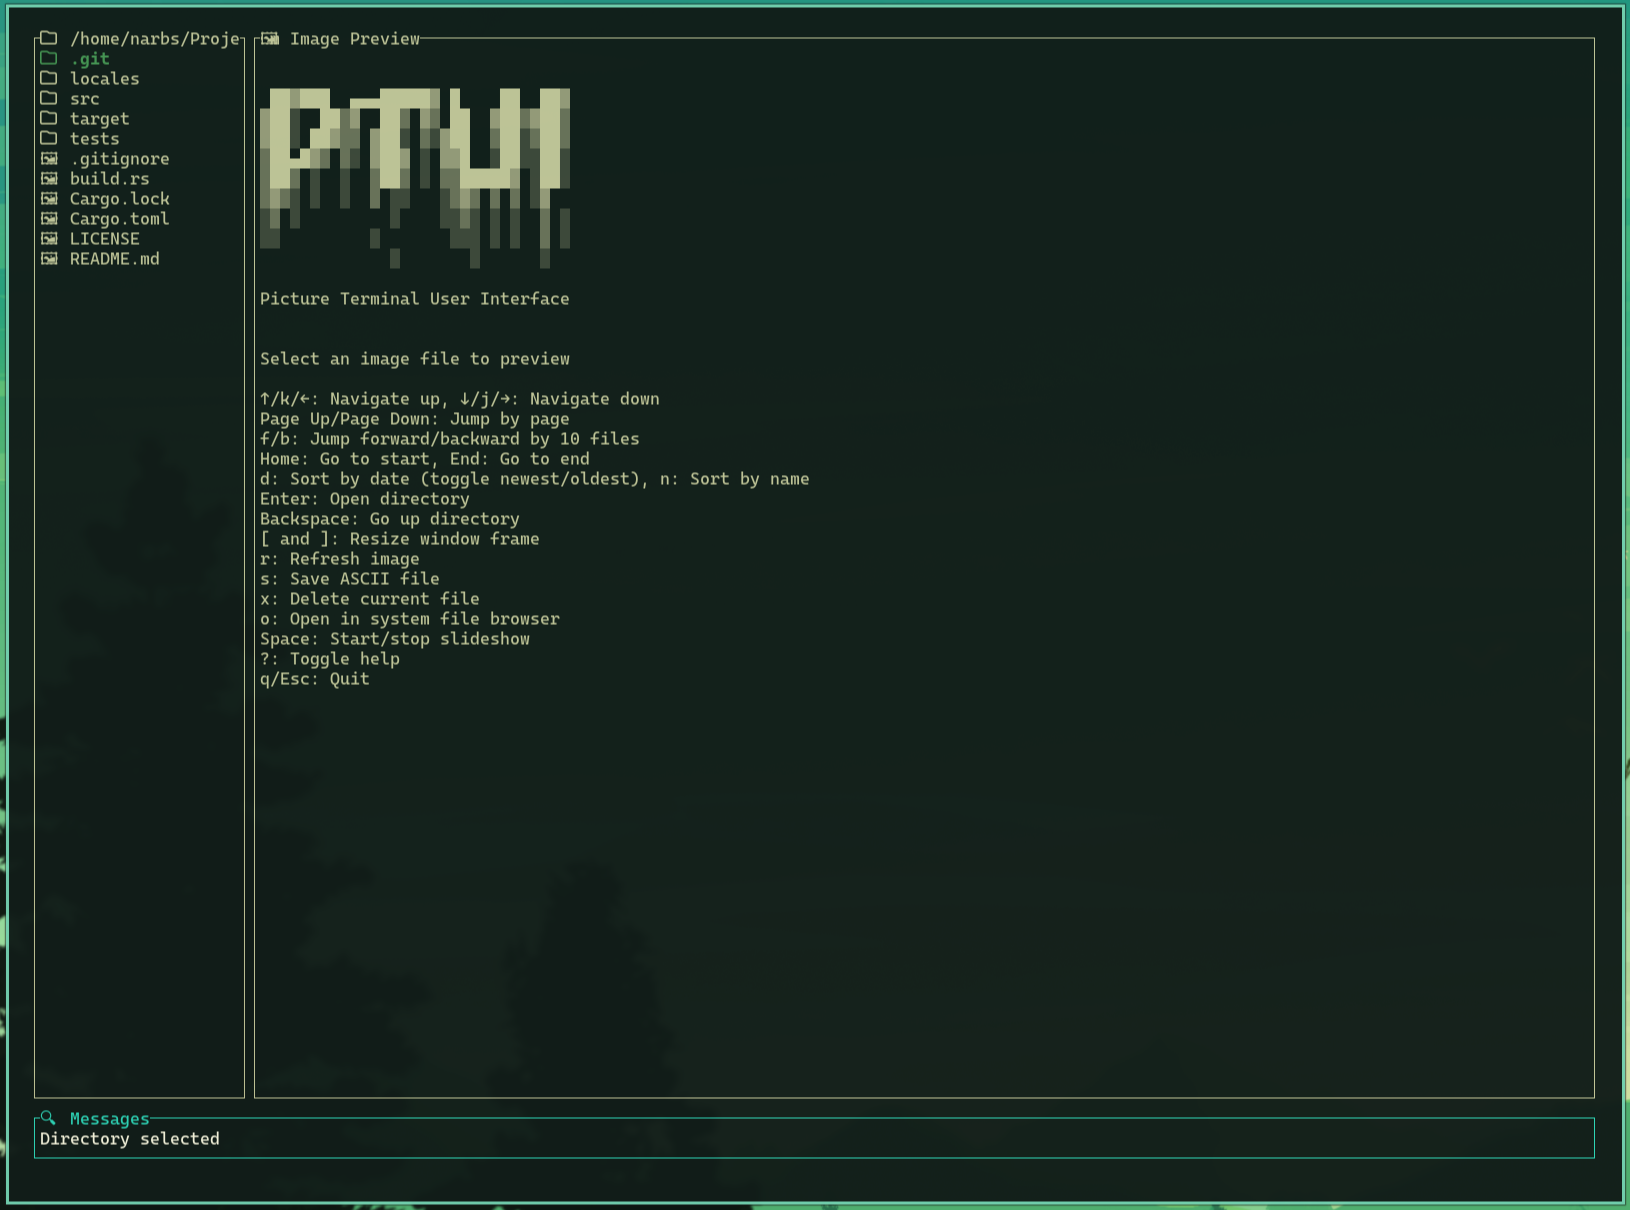 /home/narbs/Proje
.git
locales
src
target
tests
.gitignore
build.rs
Cargo.lock
Cargo.toml
LICENSE
README.md
Image Preview
PTUI
Picture Terminal User Interface
Select an image file to preview
↑/k/←: Navigate up, ↓/j/→: Navigate down
Page Up/Page Down: Jump by page
f/b: Jump forward/backward by 10 files
Home: Go to start, End: Go to end
d: Sort by date (toggle newest/oldest), n: Sort by name
Enter: Open directory
Backspace: Go up directory
[ and ]: Resize window frame
r: Refresh image
s: Save ASCII file
x: Delete current file
o: Open in system file browser
Space: Start/stop slideshow
?: Toggle help
q/Esc: Quit
Messages
Directory selected